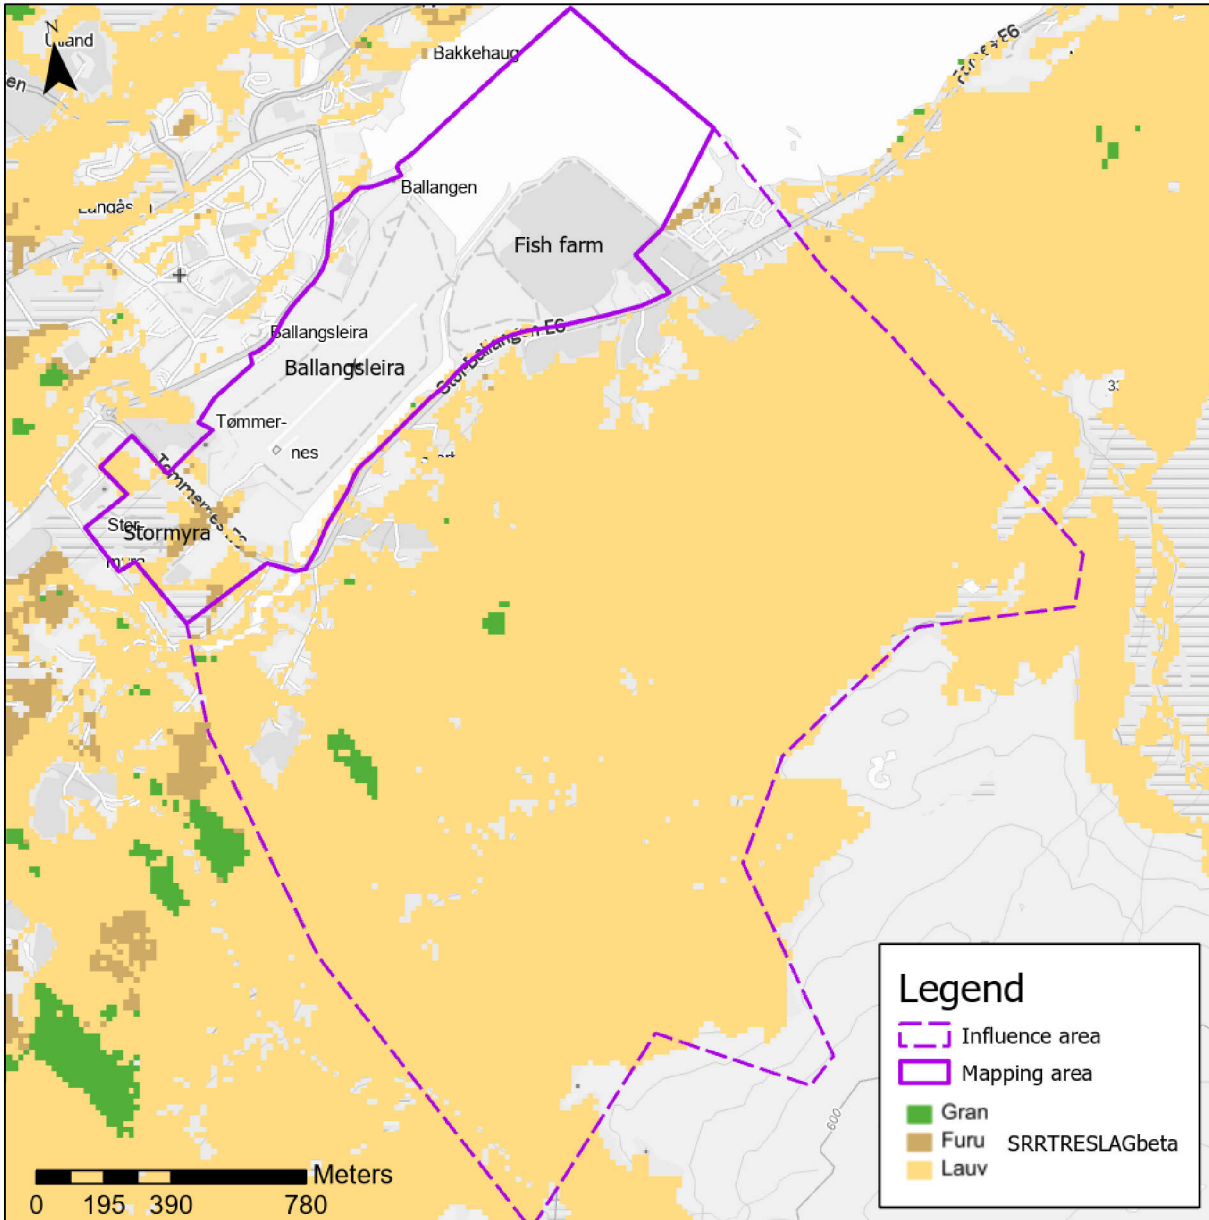 N
Bakkehaug
Ballangen
Fish farm
Ballangsleira
Ballangsleira
Tømmer-
nes
Stormyra
Legend
Influence area
Mapping area
Gran
Furu
SRRTRESLAGbeta
Lauv
600
Meters
0
195
390
780